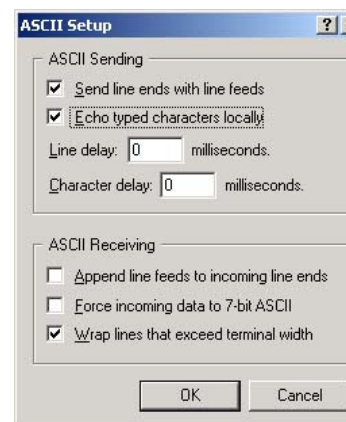 ASCII Setup
?
ASCII Sending
Send line ends with line feeds
Echo typed characters locally
Line delay: 0 milliseconds.
Character delay: 0 milliseconds.
ASCII Receiving
Append line feeds to incoming line ends
Force incoming data to 7-bit ASCII
Wrap lines that exceed terminal width
OK Cancel